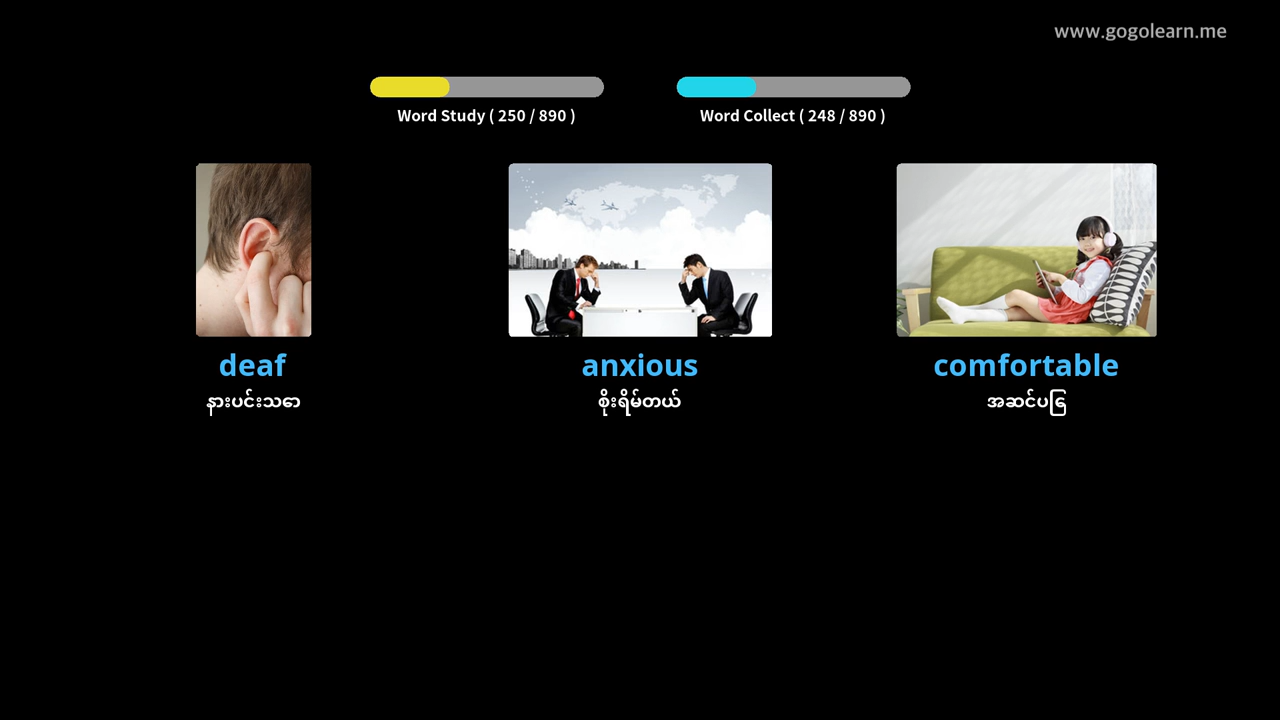 www.gogolearn.me
Word Study ( 250 / 890 )
Word Collect ( 248 / 890 )
deaf
နားပင်းသော
anxious
စိုးရိမ်တယ်
comfortable
အဆင်ပြေ